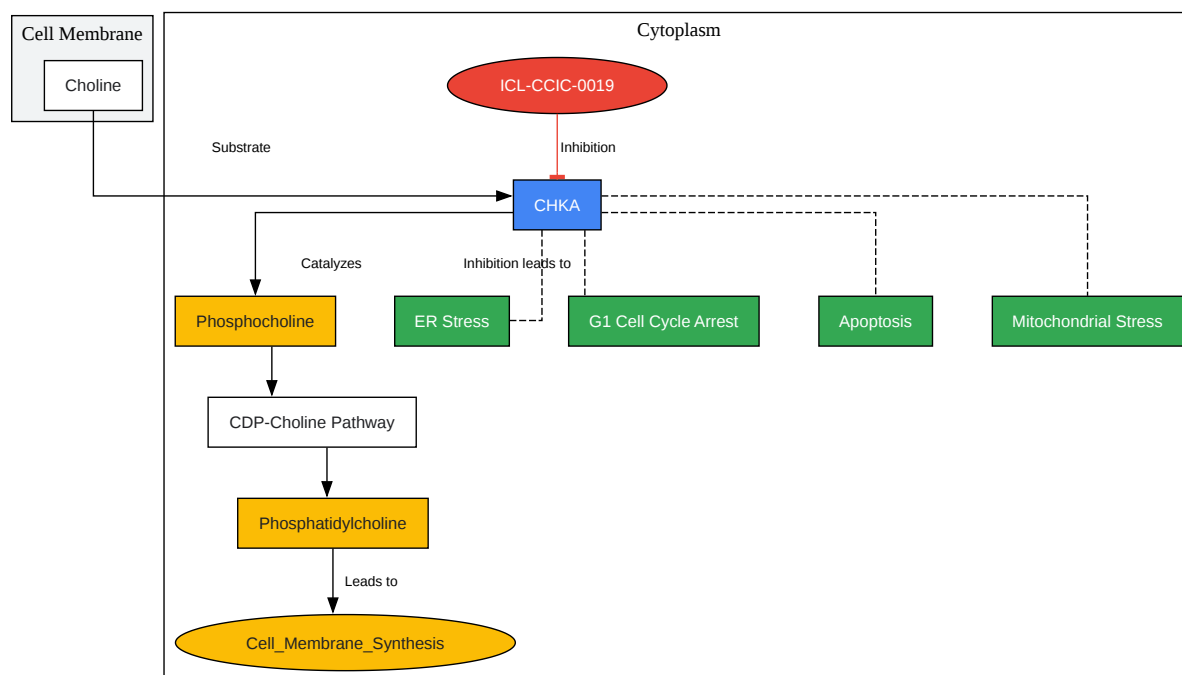 Cell Membrane
Cytoplasm
Choline
ICL-CCIC-0019
Substrate
Inhibition
CHKA
Catalyzes
Inhibition leads to
Phosphocholine
ER Stress
G1 Cell Cycle Arrest
Apoptosis
Mitochondrial Stress
CDP-Choline Pathway
Phosphatidylcholine
Leads to
Cell_Membrane_Synthesis